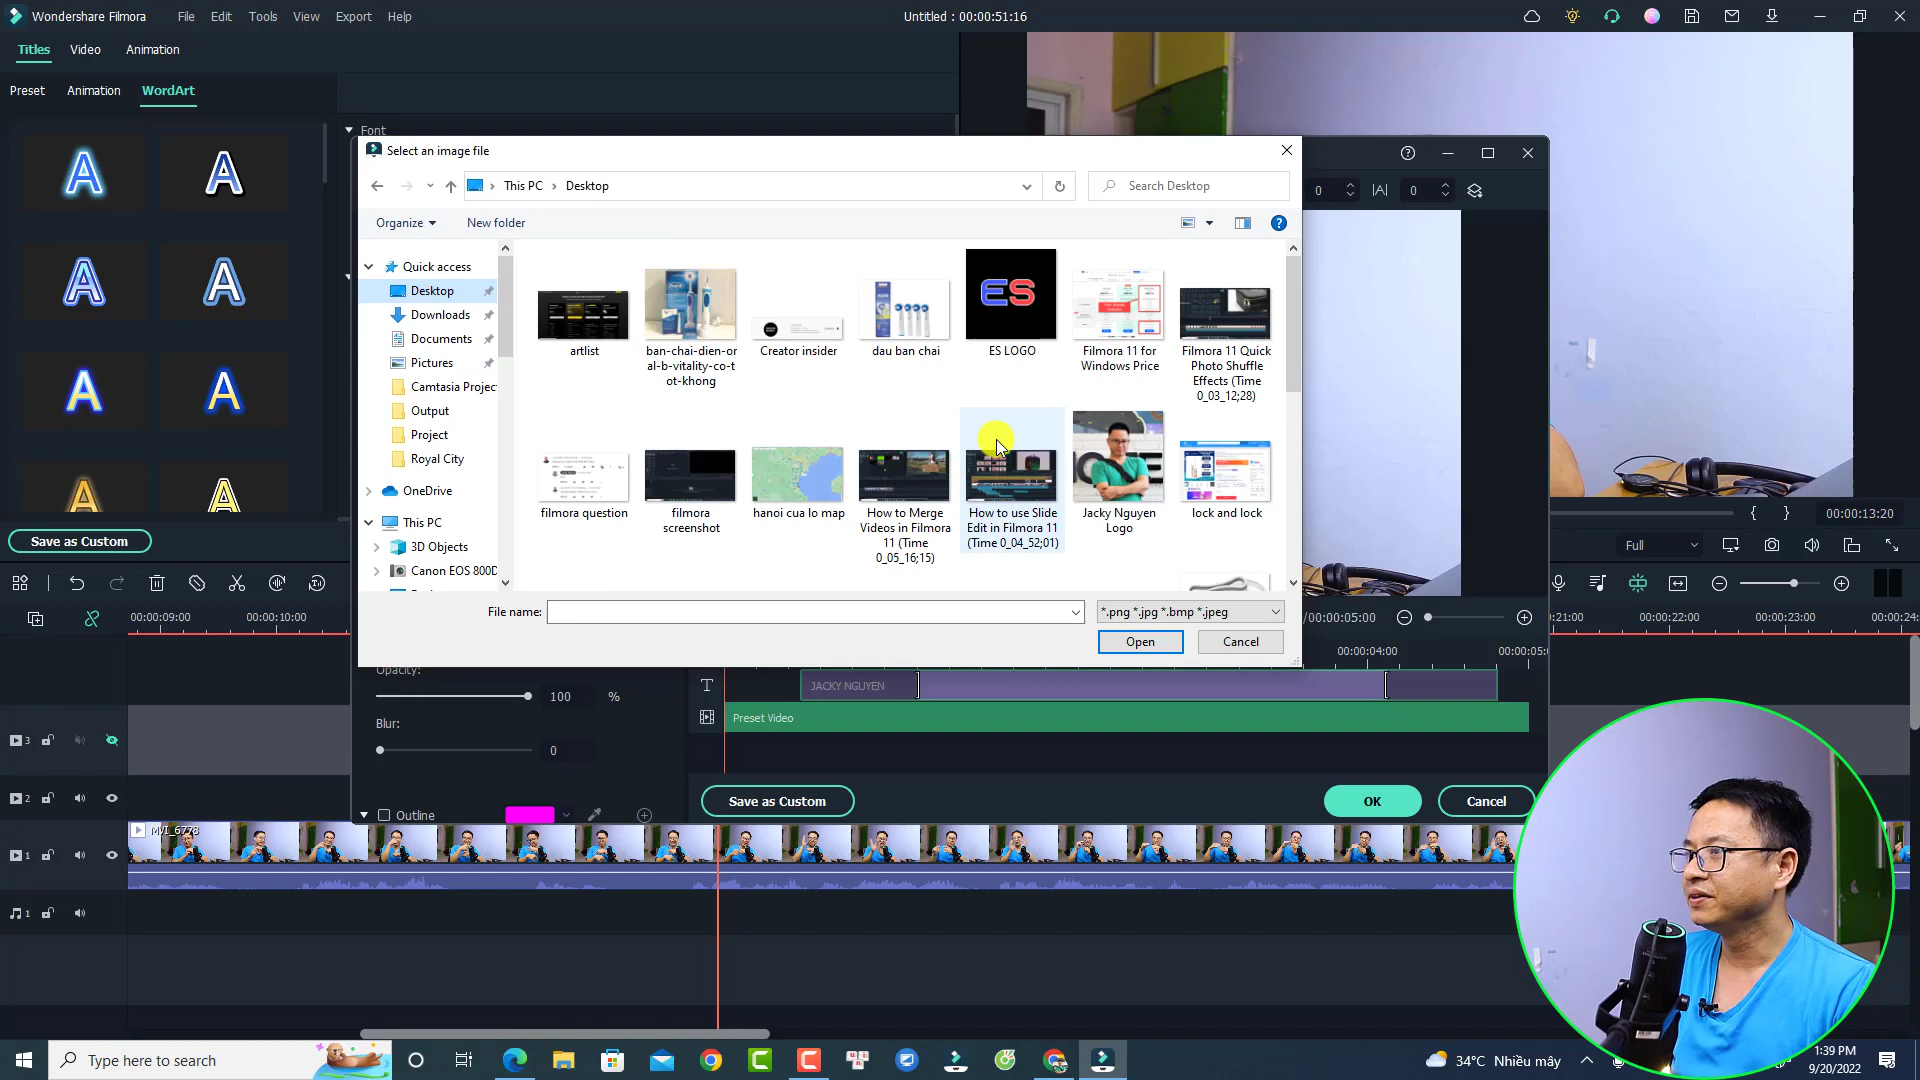 Wondershare Filmora
File Edit Tools View Export Help
Untitled : 00:00:51:16
Titles Video Animation
Preset Animation WordArt
Font
Select an image file
This PC
Desktop
Search Desktop
0
A
0
Organize
New folder
Quick access
Desktop
Downloads
Documents
Pictures
Camtasia Projec
Output
Project
Royal City
OneDrive
This PC
3D Objects
Canon EOS 800D
artlist
ban-chai-dien-or
al-b-vitality-co-t
ot-khong
Creator insider
dau ban chai
ES
ES LOGO
Filmora 11 for
Windows Price
Filmora 11 Quick
Photo Shuffle
Effects (Time
0_03_12;28)
filmora question
filmora
screenshot
hanoi cua lo map
How to Merge
Videos in Filmora
11 (Time
0_05_16;15)
How to use Slide
Edit in Filmora 11
(Time 0_04_52;01)
Jacky Nguyen
Logo
lock and lock
File name:
*.png *.jpg *.bmp *.jpeg
Open
Cancel
Save as Custom
00:00:13:20
Full
00:00:09:00 00:00:10:00
/00:00:05:00
:21:00 00:00:22:00 00:00:23:00 00:00:24:
00:00:04:00
00:00:05:
Opacity:
100 %
Blur:
0
Outline
T JACKY NGUYEN
Preset Video
Save as Custom
OK
Cancel
3
2
MVI_6778
1
1
Type here to search
34°C Nhiều mây
1:39 PM
9/20/2022